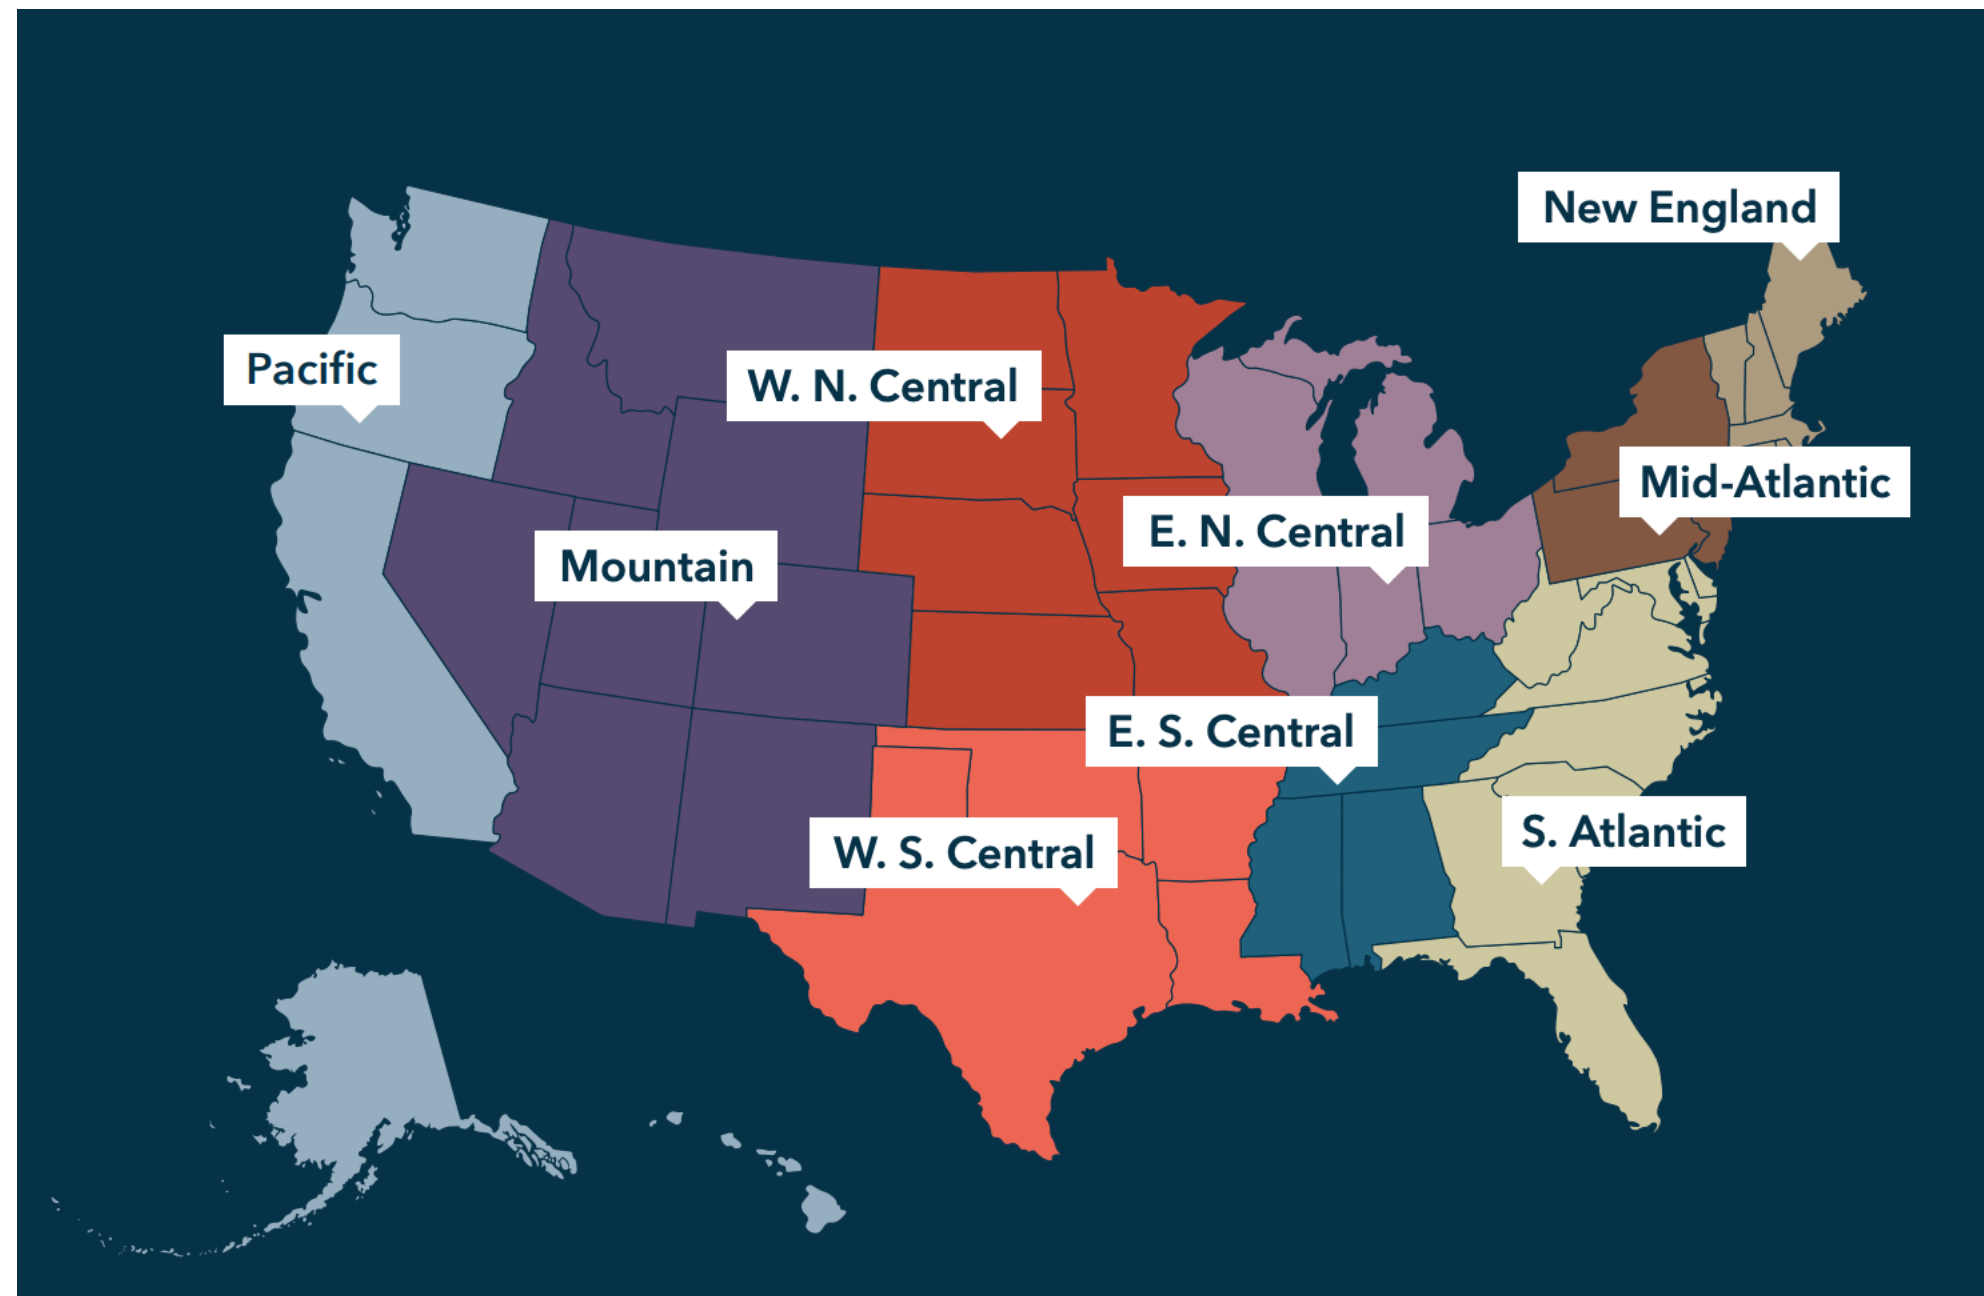 New England
Pacific
W. N. Central
Mid-Atlantic
E. N. Central
Mountain
E. S. Central
S. Atlantic
W. S. Central